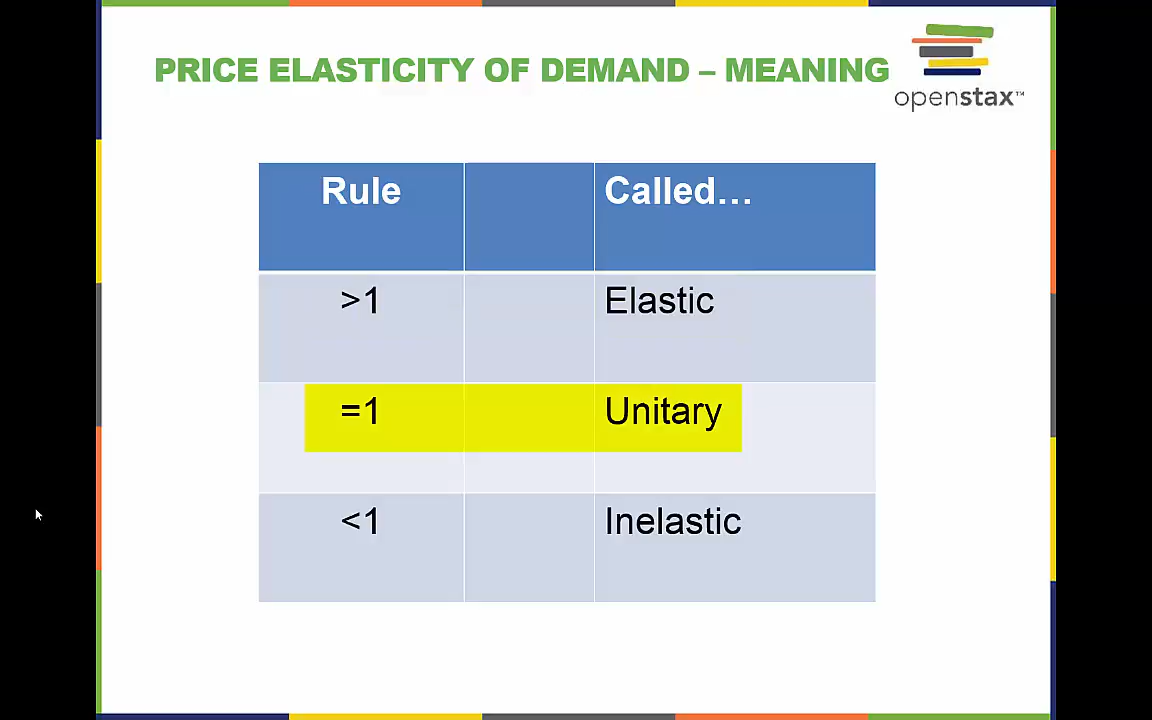 PRICE ELASTICITY OF DEMAND – MEANING
openstax™
Rule Called…
>1 Elastic
=1 Unitary
<1 Inelastic